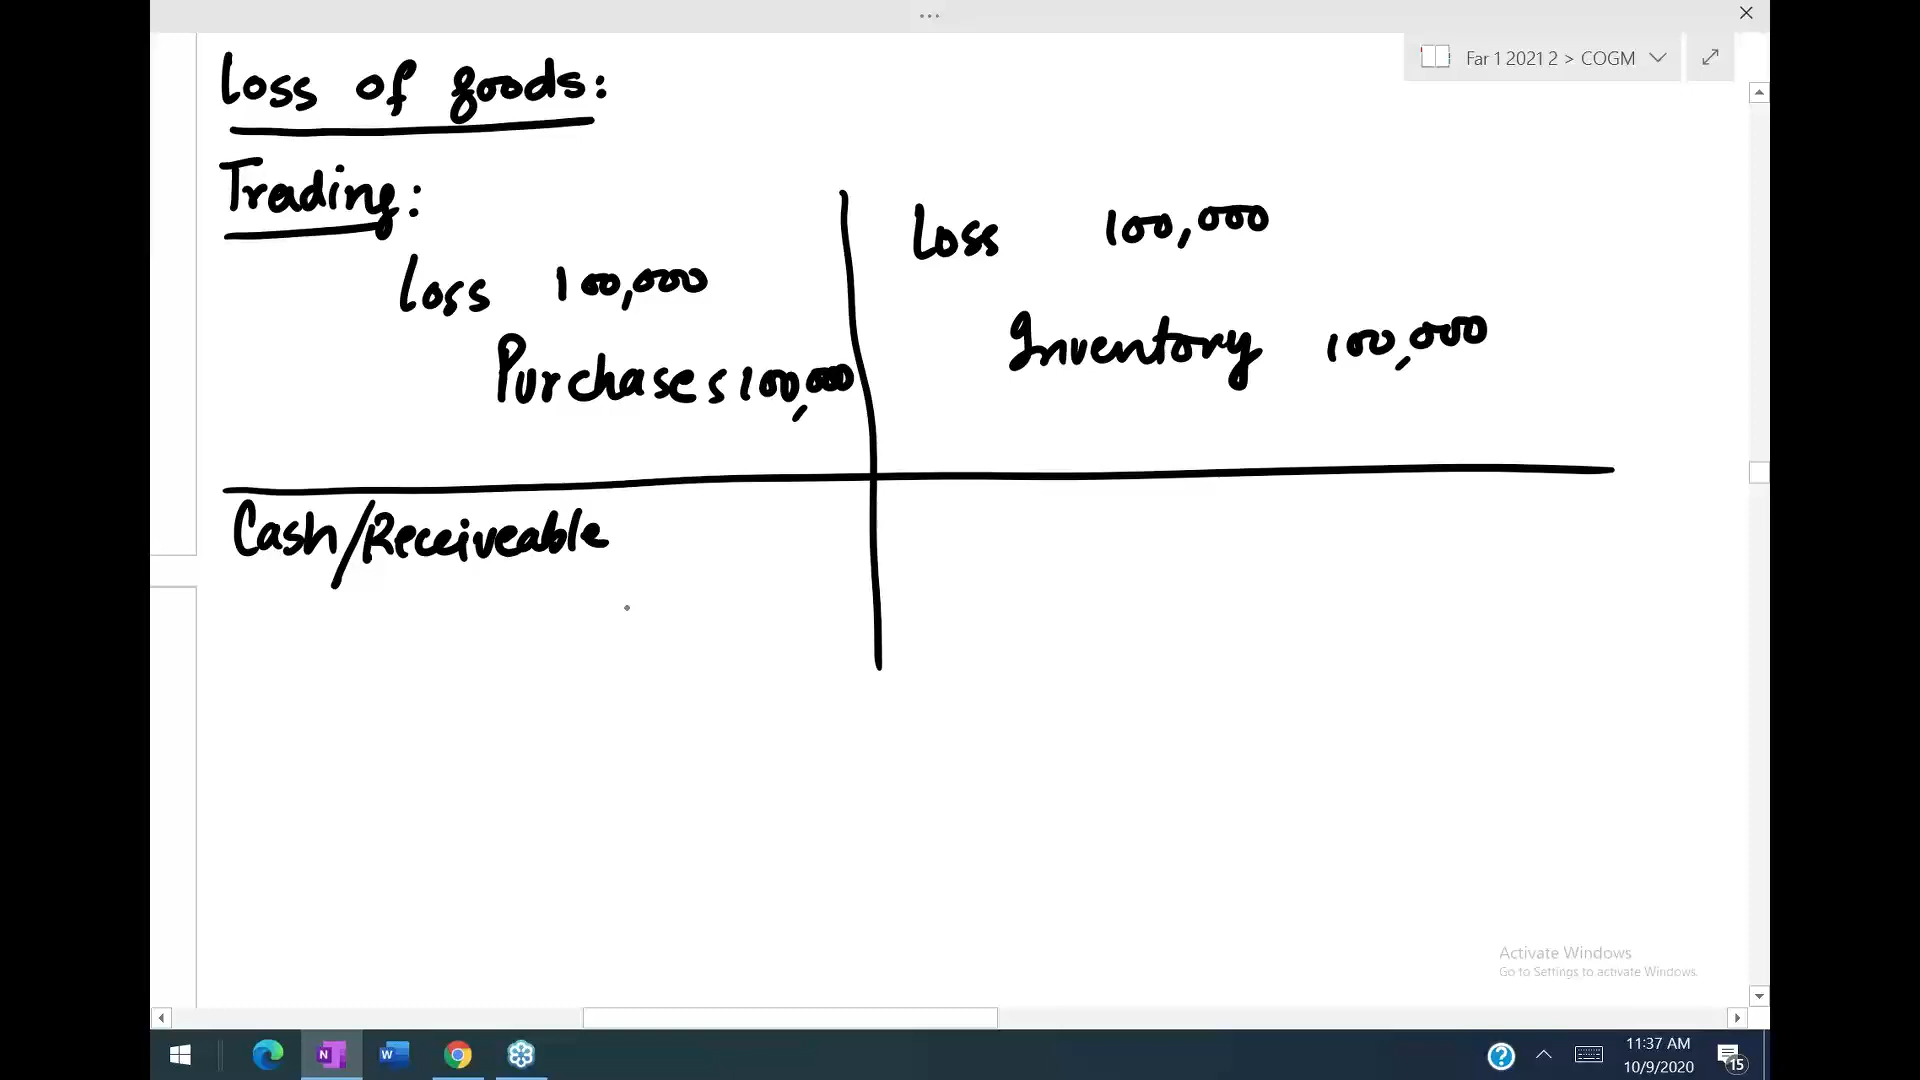 ...
Far 1 2021 2 > COGM
Loss of goods:
Trading:
Loss 100,000
Purchases 100,000
Loss 100,000
Inventory 100,000
Cash/Receiveable
Activate Windows
Go to Settings to activate Windows.
11:37 AM
10/9/2020
15